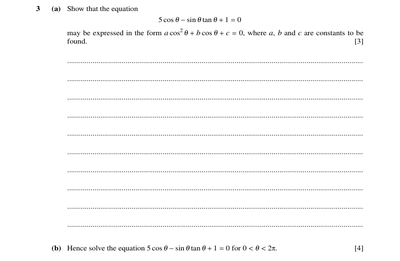 3 (a) Show that the equation
5 cos θ – sin θ tan θ + 1 = 0
may be expressed in the form a cos² θ + b cos θ + c = 0, where a, b and c are constants to be
found. [3]
(b) Hence solve the equation 5 cos θ – sin θ tan θ + 1 = 0 for 0 < θ < 2π. [4]